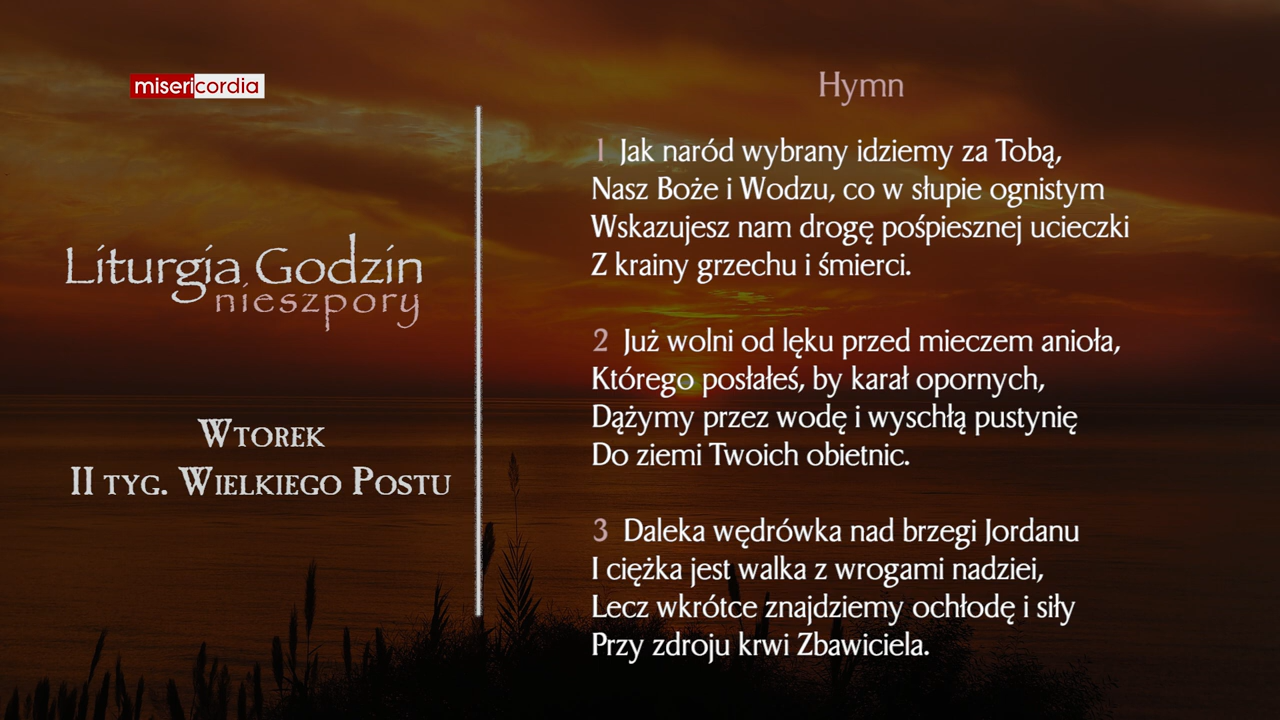 misericordia
Liturgia Godzin
nieszpory
Wtorek
II tyg. Wielkiego Postu
Hymn
1 Jak naród wybrany idziemy za Tobą,
Nasz Boże i Wodzu, co w słupie ognistym
Wskazujesz nam drogę pośpiesznej ucieczki
Z krainy grzechu i śmierci.
2 Już wolni od lęku przed mieczem anioła,
Którego posłałeś, by karał opornych,
Dążymy przez wodę i wyschłą pustynię
Do ziemi Twoich obietnic.
3 Daleka wędrówka nad brzegi Jordanu
I ciężka jest walka z wrogami nadziei,
Lecz wkrótce znajdziemy ochłodę i siły
Przy zdroju krwi Zbawiciela.